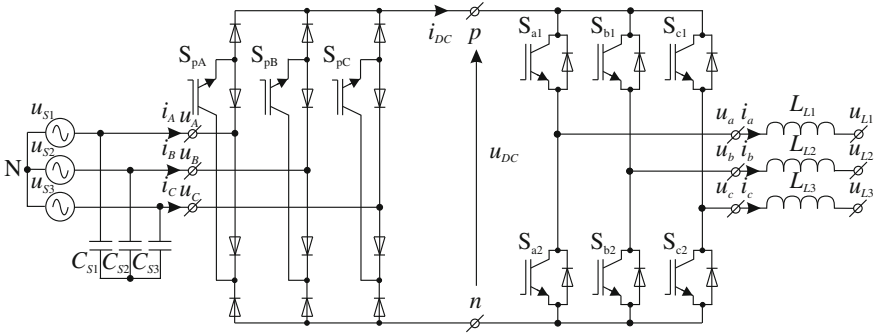 i_DC
p
S_pA
S_pB
S_pC
S_a1
S_b1
S_c1
u_S1
i_A
u_A
u_S2
i_B
u_B
N
u_S3
i_C
u_C
u_DC
u_a
i_a
L_L1
u_L1
u_b
i_b
L_L2
u_L2
u_c
i_c
L_L3
u_L3
C_S1
C_S2
C_S3
S_a2
S_b2
S_c2
n